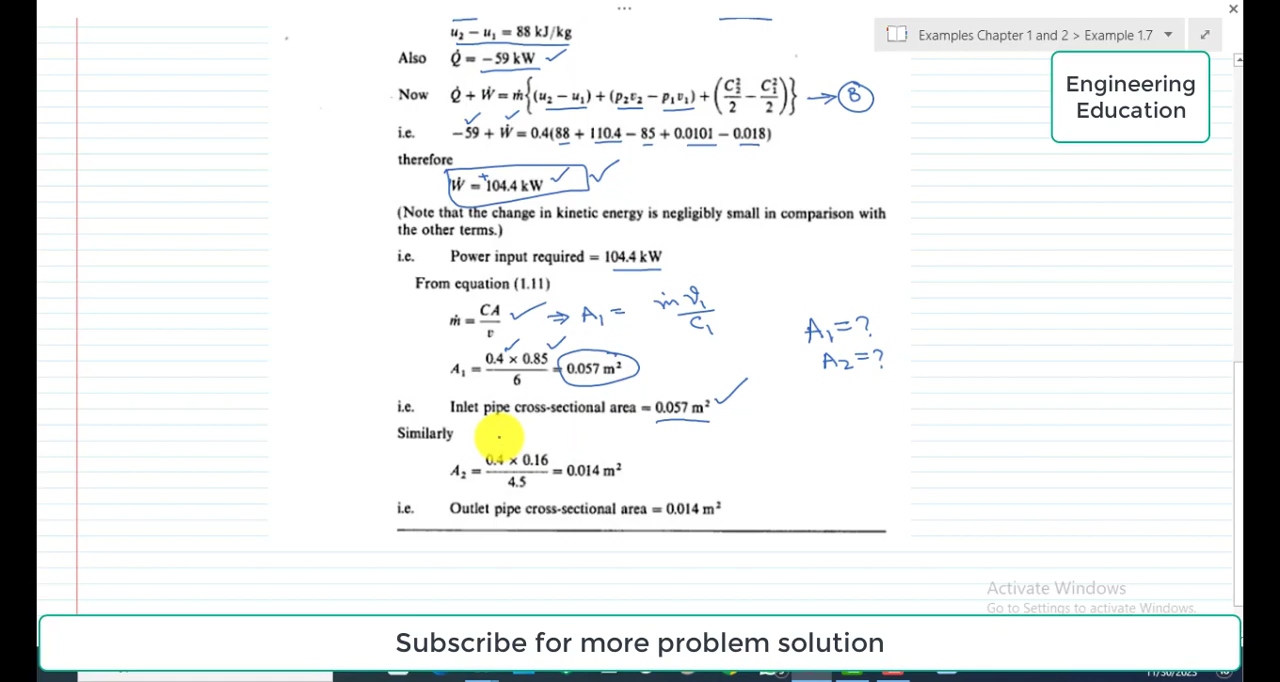 ...
Examples Chapter 1 and 2 > Example 1.7
Engineering
Education
u₂ − u₁ = 88 kJ/kg
Also Q̇ = −59 kW ✓
Now Q̇ + Ẇ = ṁ{(u₂ − u₁) + (p₂v₂ − p₁v₁) + (C₂²/2 − C₁²/2)} → B
i.e. −59 + Ẇ = 0.4(88 + 110.4 − 85 + 0.0101 − 0.018)
therefore
Ẇ = +104.4 kW ✓ ✓
(Note that the change in kinetic energy is negligibly small in comparison with
the other terms.)
i.e. Power input required = 104.4 kW
From equation (1.11)
ṁ = CA/v ✓ ⇒ A₁ = ṁv₁/C₁
A₁ = ?
A₂ = ?
A₁ = 0.4 × 0.85/6 = 0.057 m²
i.e. Inlet pipe cross-sectional area = 0.057 m² ✓
Similarly
A₂ = 0.4 × 0.16/4.5 = 0.014 m²
i.e. Outlet pipe cross-sectional area = 0.014 m²
Activate Windows
Go to Settings to activate Windows.
Subscribe for more problem solution
11/30/2023